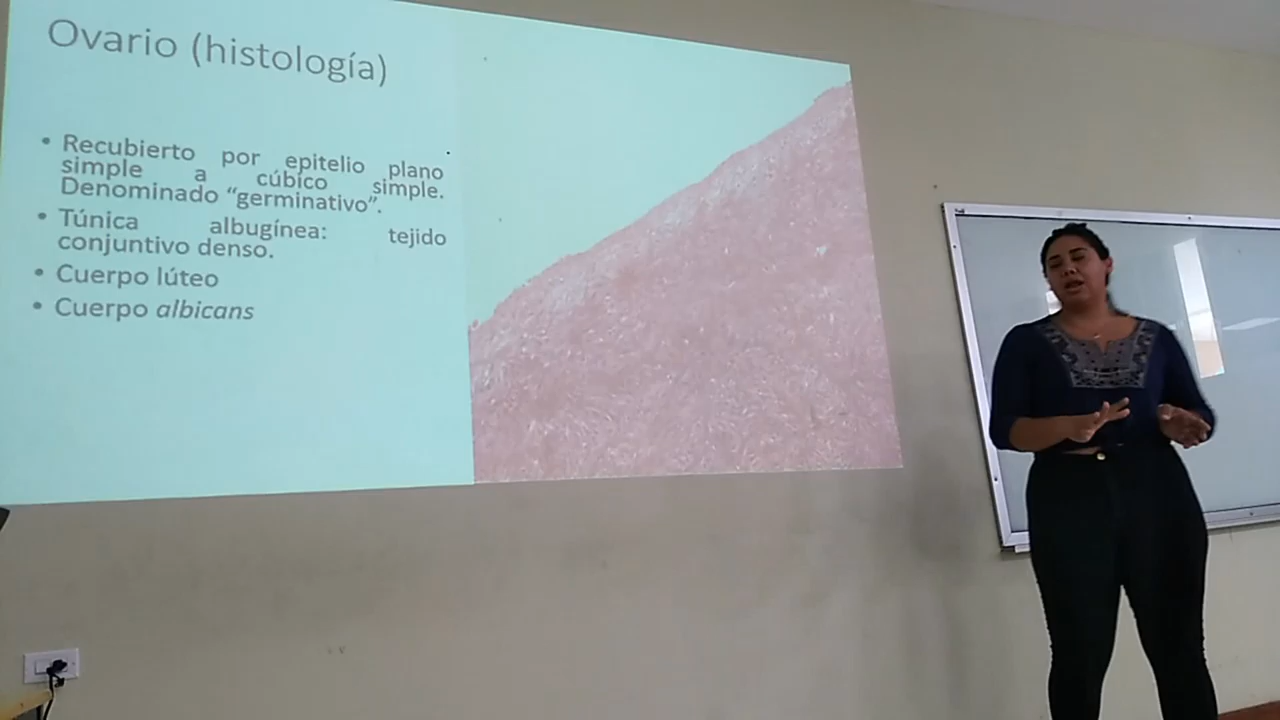 Ovario (histología)
• Recubierto por epitelio plano
simple a cúbico simple.
Denominado “germinativo”.
• Túnica albugínea: tejido
conjuntivo denso.
• Cuerpo lúteo
• Cuerpo albicans